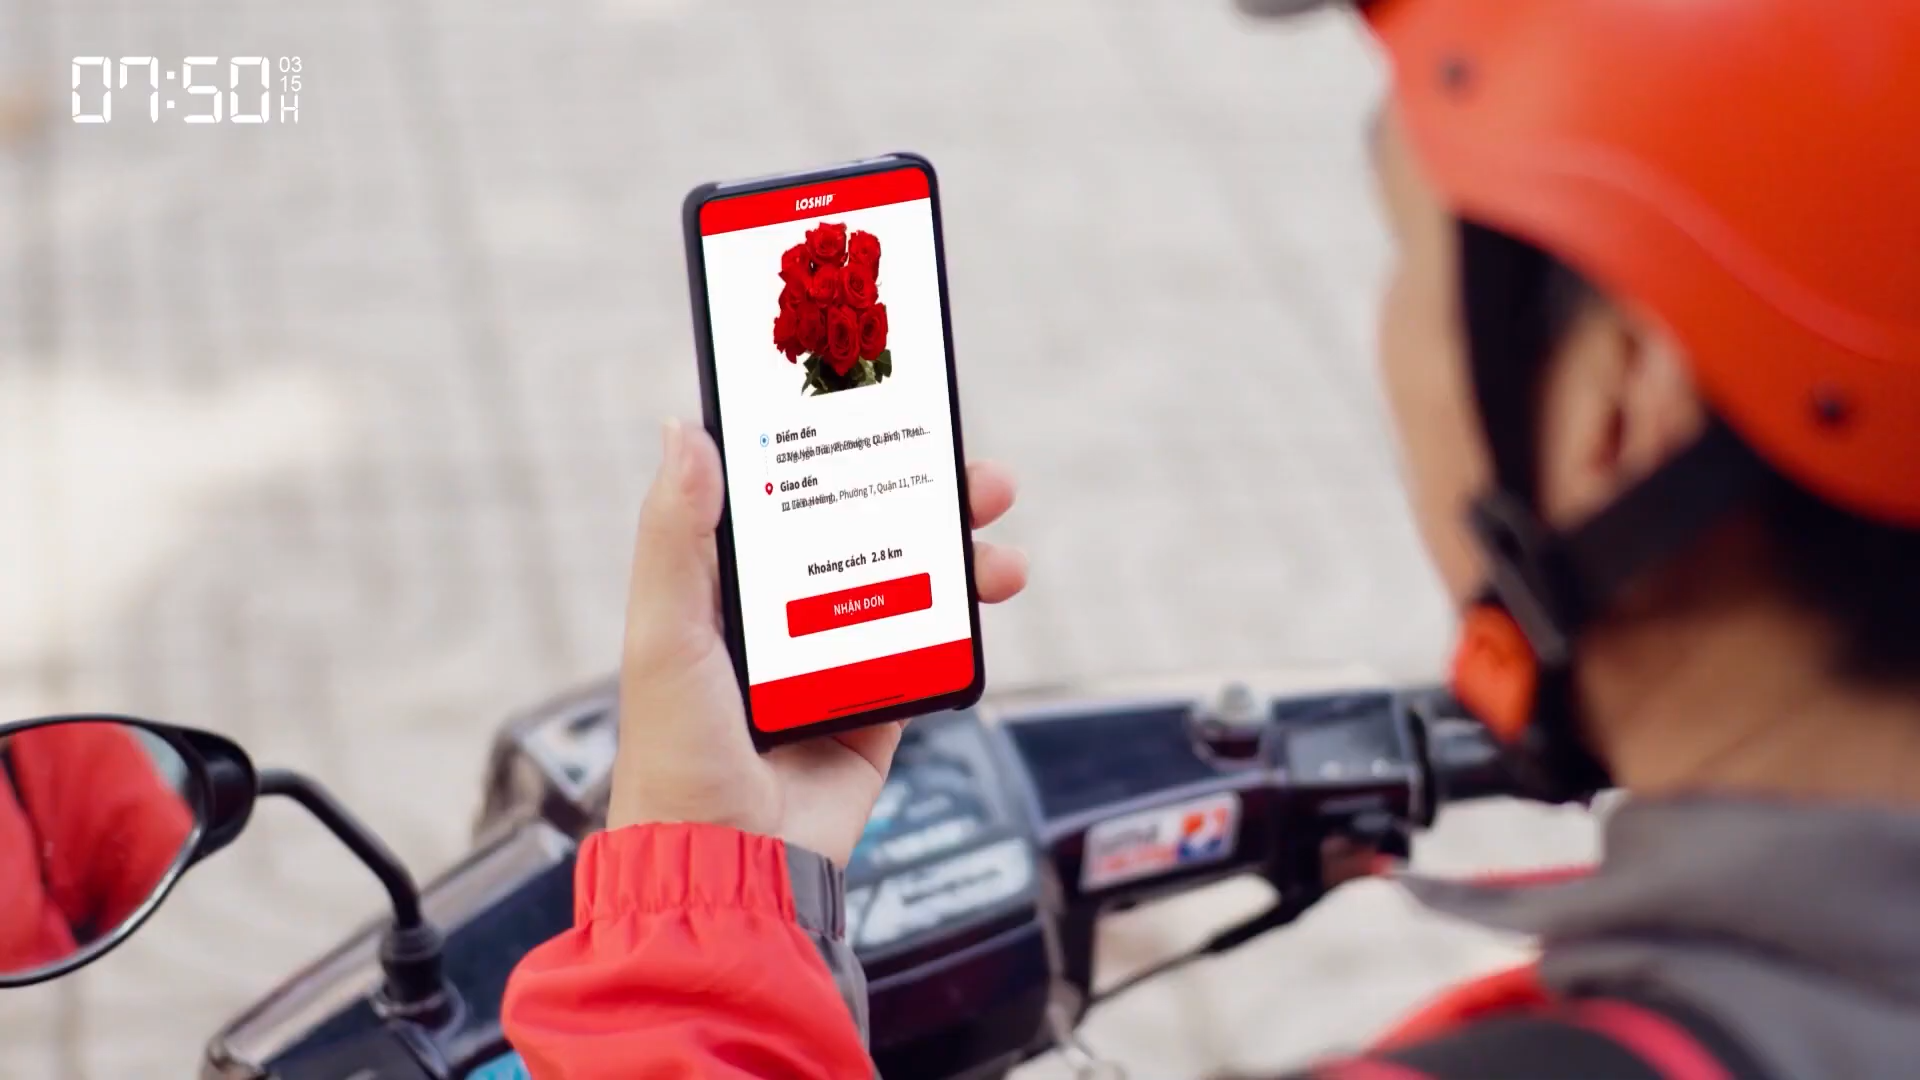 07:50
03
15
H
LOSHIP
Điểm đến
Giao đến
Phường 7, Quận 11, TP.H...
Khoảng cách 2.8 km
NHẬN ĐƠN